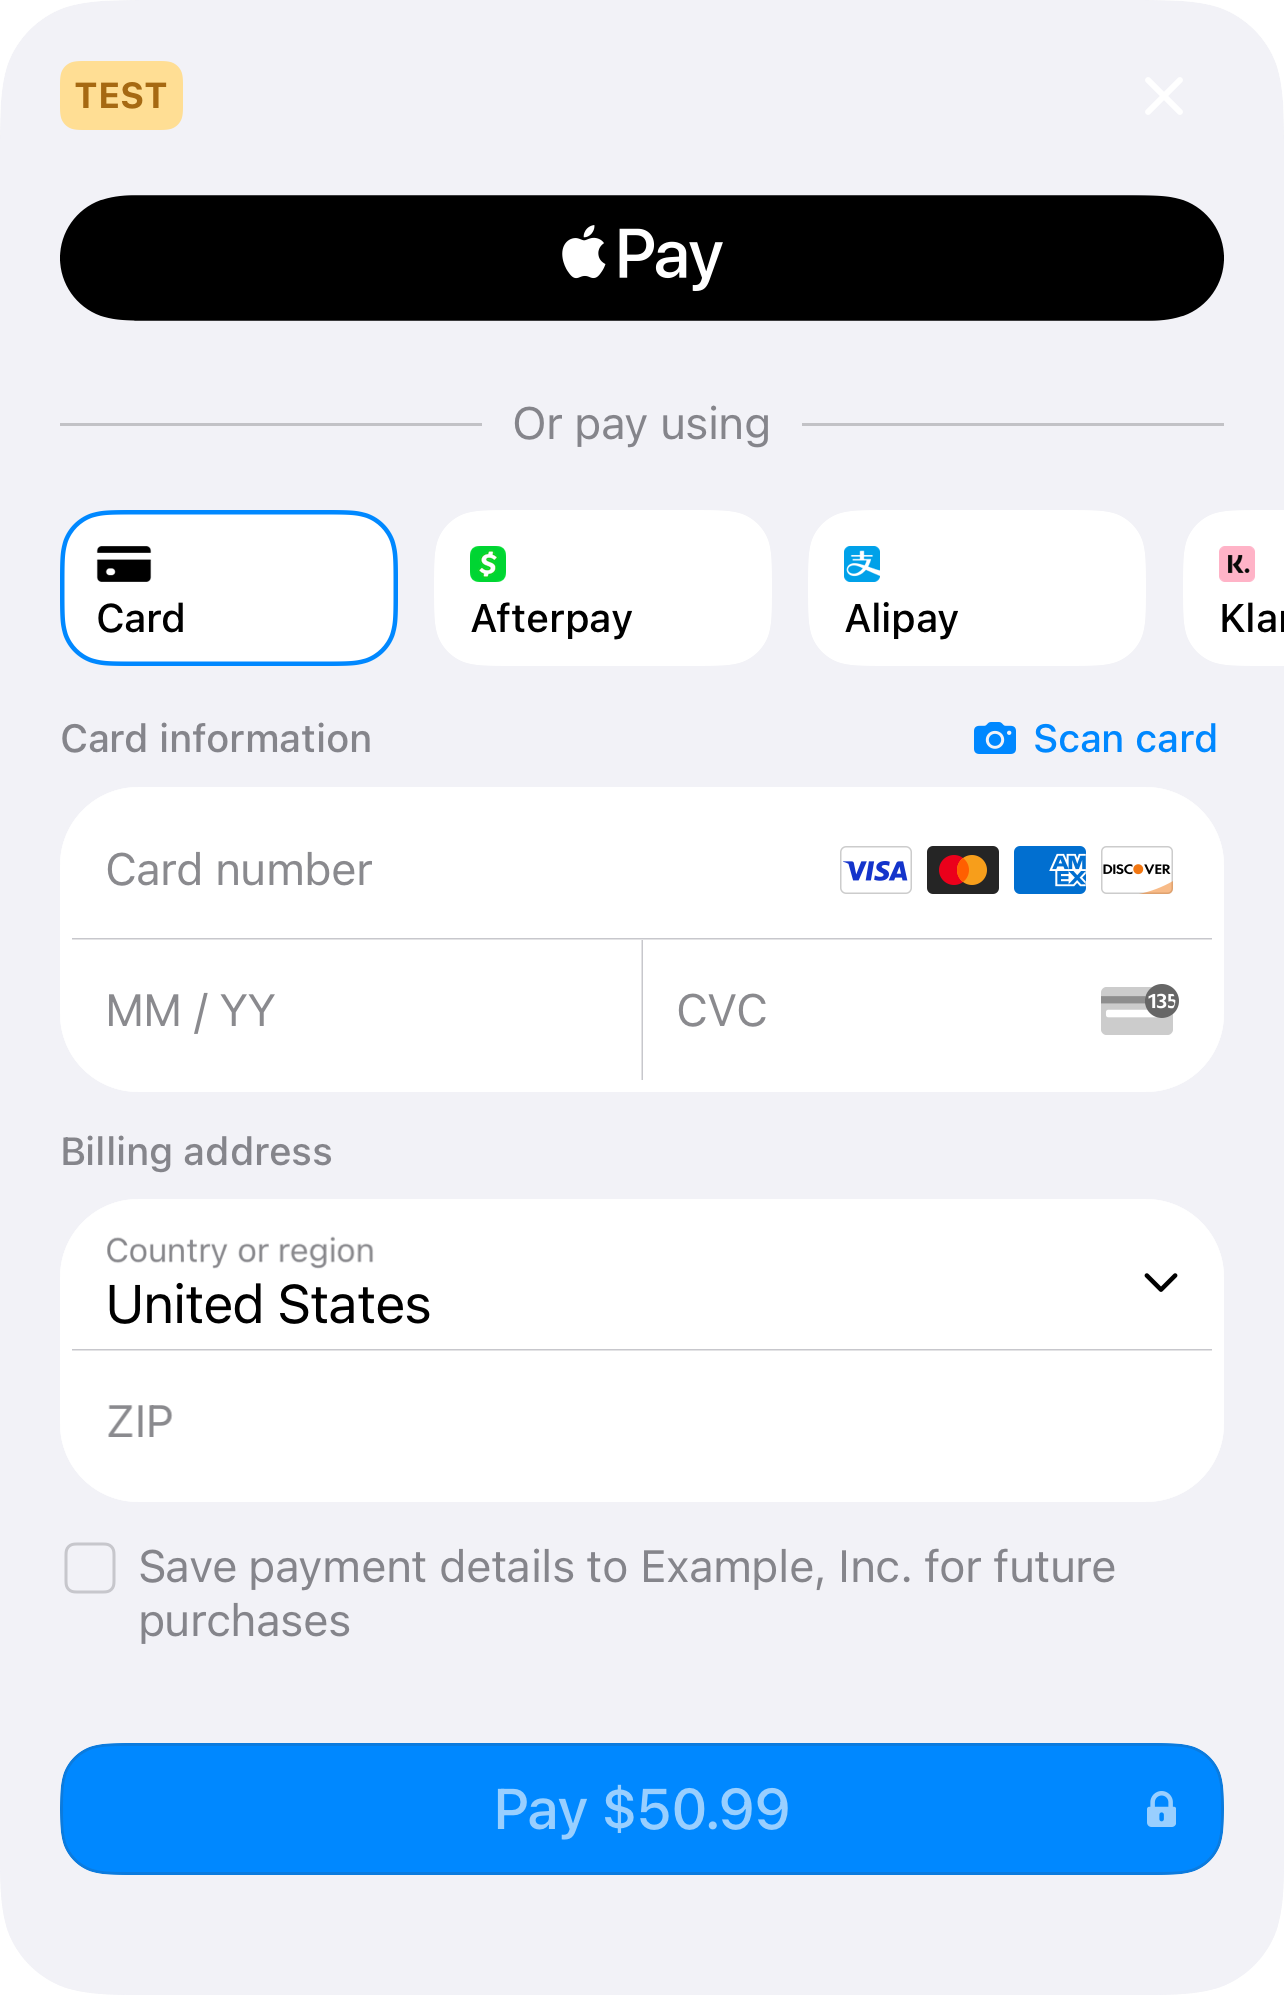 TEST
Pay
Or pay using
Card
Afterpay
Alipay
K.
Card information
Scan card
Card number
VISA
AM
EX
DISCOVER
MM / YY
CVC
135
Billing address
Country or region
United States
ZIP
Save payment details to Example, Inc. for future
purchases
Pay $50.99